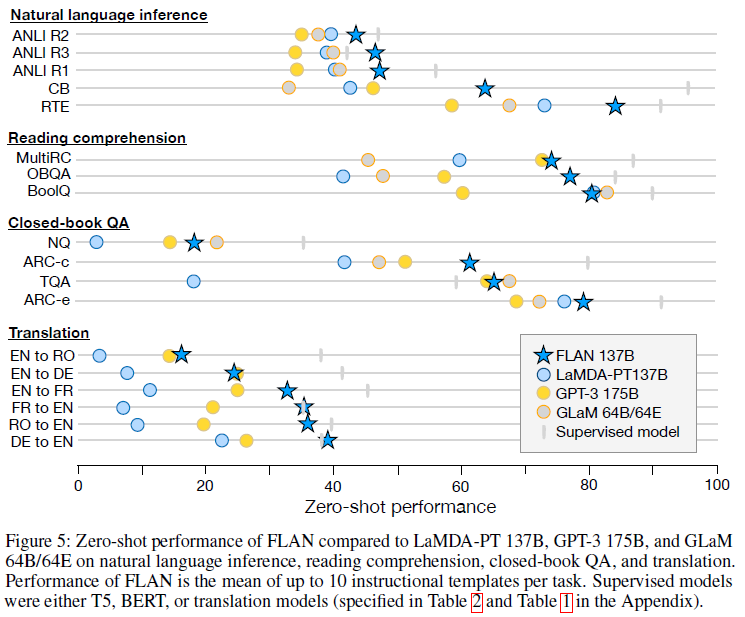 Natural language inference
ANLI R2
ANLI R3
ANLI R1
CB
RTE
Reading comprehension
MultiRC
OBQA
BoolQ
Closed-book QA
NQ
ARC-c
TQA
ARC-e
Translation
EN to RO
EN to DE
EN to FR
FR to EN
RO to EN
DE to EN
FLAN 137B
LaMDA-PT137B
GPT-3 175B
GLaM 64B/64E
Supervised model
0 20 40 60 80 100
Zero-shot performance
Figure 5: Zero-shot performance of FLAN compared to LaMDA-PT 137B, GPT-3 175B, and GLaM
64B/64E on natural language inference, reading comprehension, closed-book QA, and translation.
Performance of FLAN is the mean of up to 10 instructional templates per task. Supervised models
were either T5, BERT, or translation models (specified in Table 2 and Table 1 in the Appendix).